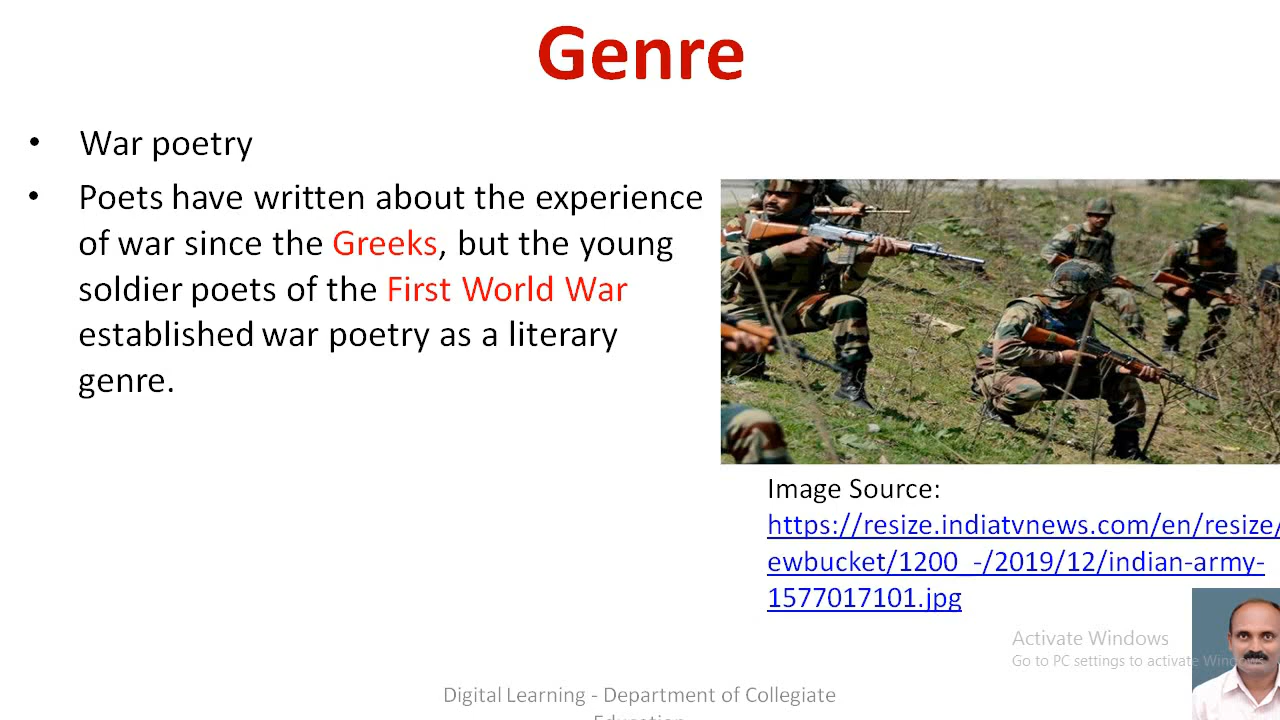 Genre
• War poetry
• Poets have written about the experience
of war since the Greeks, but the young
soldier poets of the First World War
established war poetry as a literary
genre.
Image Source:
https://resize.indiatvnews.com/en/resize/
ewbucket/1200_-/2019/12/indian-army-
1577017101.jpg
Activate Windows
Go to PC settings to activate Windows.
Digital Learning - Department of Collegiate
Education